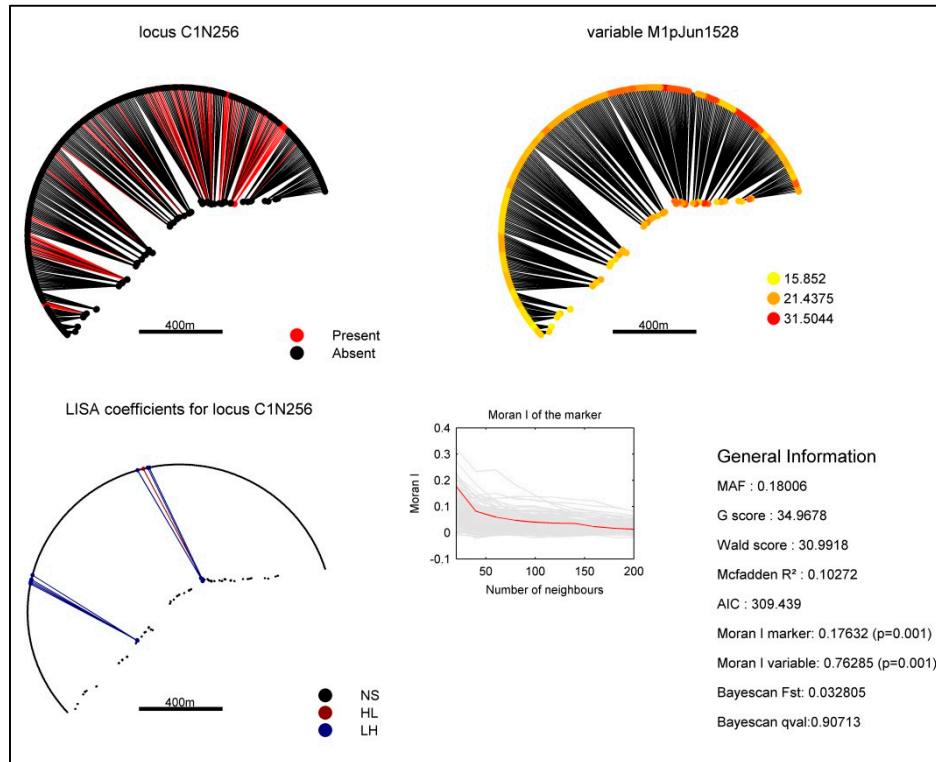 locus C1N256
variable M1pJun1528
400m
Present
Absent
400m
15.852
21.4375
31.5044
LISA coefficients for locus C1N256
400m
NS
HL
LH
Moran I of the marker
Moran I
0.4
0.3
0.2
0.1
0
-0.1
50
100
150
200
Number of neighbours
General Information
MAF : 0.18006
G score : 34.9678
Wald score : 30.9918
Mcfadden R² : 0.10272
AIC : 309.439
Moran I marker: 0.17632 (p=0.001)
Moran I variable: 0.76285 (p=0.001)
Bayescan Fst: 0.032805
Bayescan qval:0.90713